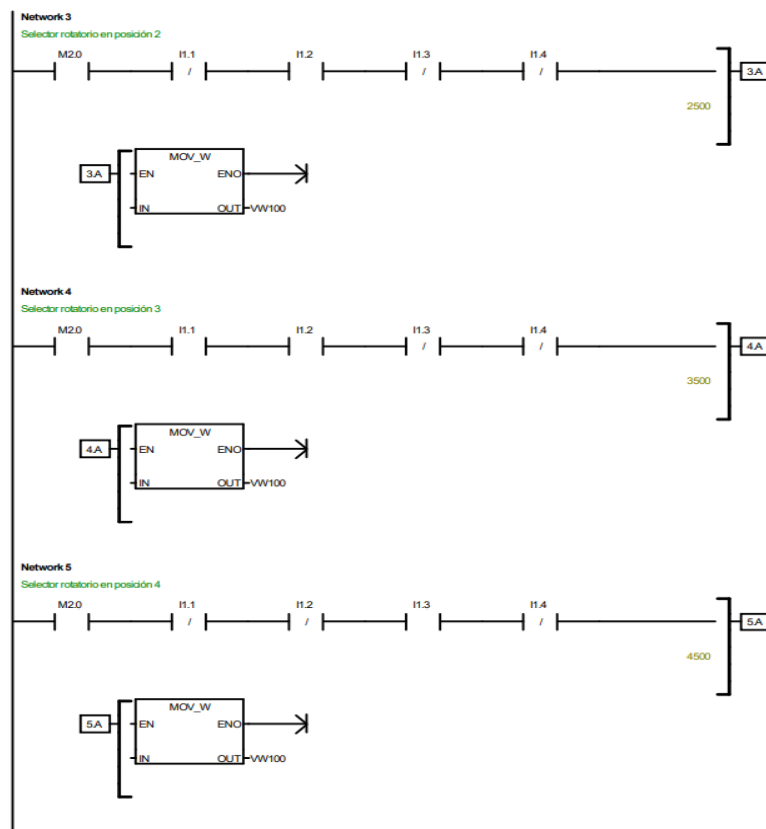 Network 3
Selector rotatorio en posición 2
M2.0 I1.1 I1.2 I1.3 I1.4
/ / /
3.A
2500
MOV_W
3.A EN ENO
IN OUT VW100
Network 4
Selector rotatorio en posición 3
M2.0 I1.1 I1.2 I1.3 I1.4
/ /
4.A
3500
MOV_W
4.A EN ENO
IN OUT VW100
Network 5
Selector rotatorio en posición 4
M2.0 I1.1 I1.2 I1.3 I1.4
/ / /
5.A
4500
MOV_W
5.A EN ENO
IN OUT VW100